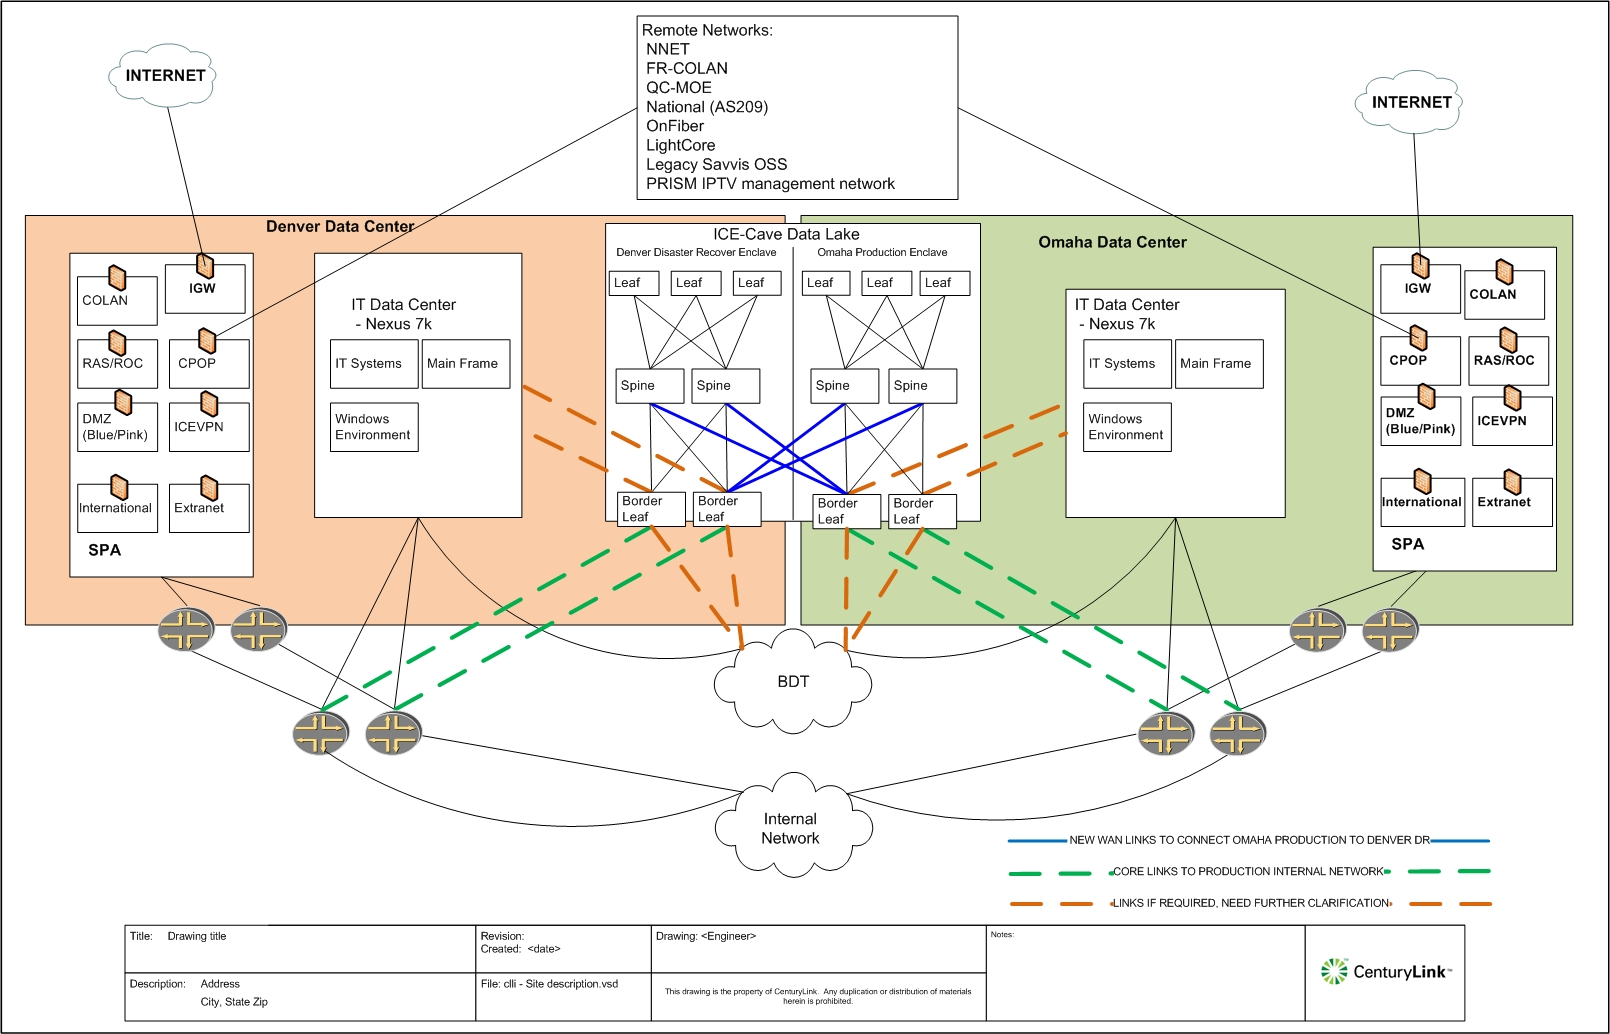 Remote Networks:
NNET
FR-COLAN
QC-MOE
National (AS209)
OnFiber
LightCore
Legacy Savvis OSS
PRISM IPTV management network
INTERNET
INTERNET
Denver Data Center
IGW
COLAN
RAS/ROC
CPOP
DMZ
(Blue/Pink)
ICEVPN
International
Extranet
SPA
IT Data Center
- Nexus 7k
IT Systems
Main Frame
Windows
Environment
ICE-Cave Data Lake
Denver Disaster Recover Enclave
Omaha Production Enclave
Leaf
Leaf
Leaf
Leaf
Leaf
Leaf
Spine
Spine
Spine
Spine
Border
Leaf
Border
Leaf
Border
Leaf
Border
Leaf
Omaha Data Center
IT Data Center
- Nexus 7k
IT Systems
Main Frame
Windows
Environment
IGW
COLAN
CPOP
RAS/ROC
DMZ
(Blue/Pink)
ICEVPN
International
Extranet
SPA
BDT
Internal
Network
NEW WAN LINKS TO CONNECT OMAHA PRODUCTION TO DENVER DR
CORE LINKS TO PRODUCTION INTERNAL NETWORK
LINKS IF REQUIRED, NEED FURTHER CLARIFICATION
Title: Drawing title
Revision:
Created: <date>
Drawing: <Engineer>
Notes:
Description: Address
City, State Zip
File: clli - Site description.vsd
This drawing is the property of CenturyLink. Any duplication or distribution of materials
herein is prohibited.
CenturyLink™